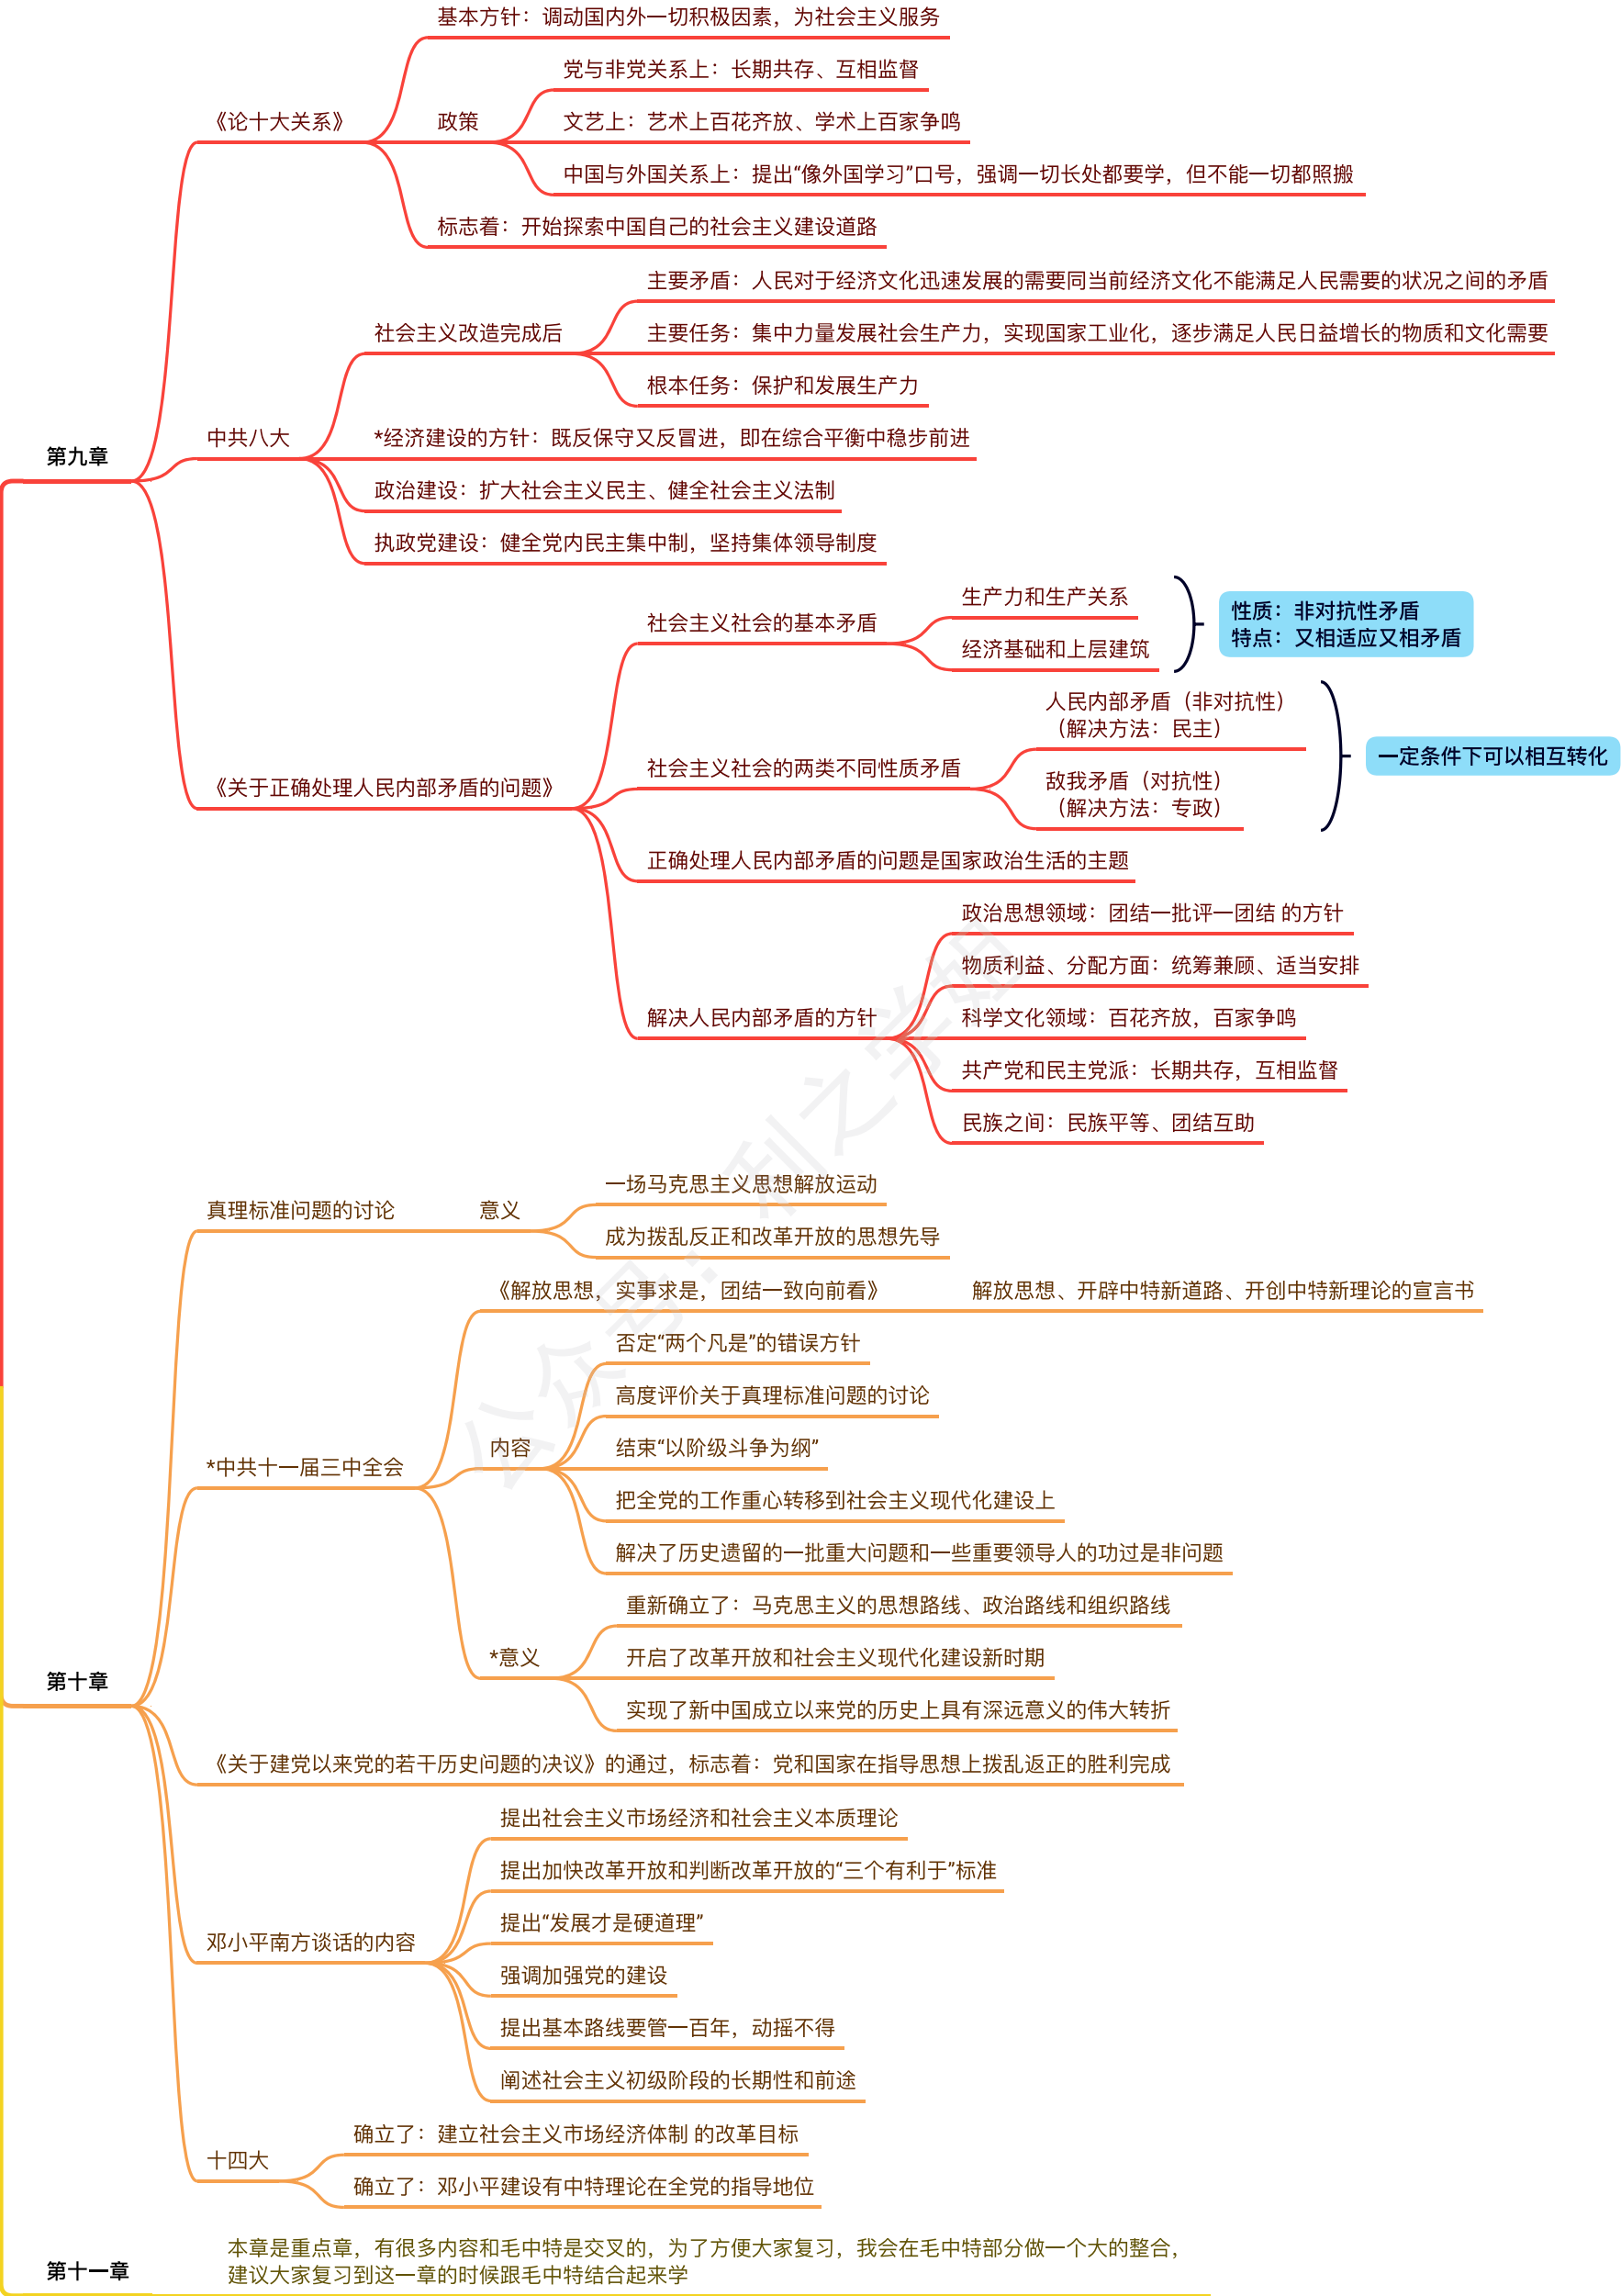 基本方针：调动国内外一切积极因素，为社会主义服务
党与非党关系上：长期共存、互相监督
《论十大关系》
政策
文艺上：艺术上百花齐放、学术上百家争鸣
中国与外国关系上：提出“像外国学习”口号，强调一切长处都要学，但不能一切都照搬
标志着：开始探索中国自己的社会主义建设道路
主要矛盾：人民对于经济文化迅速发展的需要同当前经济文化不能满足人民需要的状况之间的矛盾
社会主义改造完成后
主要任务：集中力量发展社会生产力，实现国家工业化，逐步满足人民日益增长的物质和文化需要
根本任务：保护和发展生产力
中共八大
*经济建设的方针：既反保守又反冒进，即在综合平衡中稳步前进
第九章
政治建设：扩大社会主义民主、健全社会主义法制
执政党建设：健全党内民主集中制，坚持集体领导制度
生产力和生产关系
社会主义社会的基本矛盾
经济基础和上层建筑
性质：非对抗性矛盾
特点：又相适应又相矛盾
人民内部矛盾（非对抗性）
（解决方法：民主）
社会主义社会的两类不同性质矛盾
敌我矛盾（对抗性）
（解决方法：专政）
一定条件下可以相互转化
《关于正确处理人民内部矛盾的问题》
正确处理人民内部矛盾的问题是国家政治生活的主题
政治思想领域：团结一批评一团结 的方针
物质利益、分配方面：统筹兼顾、适当安排
解决人民内部矛盾的方针
科学文化领域：百花齐放，百家争鸣
共产党和民主党派：长期共存，互相监督
民族之间：民族平等、团结互助
一场马克思主义思想解放运动
真理标准问题的讨论
意义
成为拨乱反正和改革开放的思想先导
《解放思想，实事求是，团结一致向前看》
解放思想、开辟中特新道路、开创中特新理论的宣言书
否定“两个凡是”的错误方针
高度评价关于真理标准问题的讨论
内容
结束“以阶级斗争为纲”
*中共十一届三中全会
把全党的工作重心转移到社会主义现代化建设上
解决了历史遗留的一批重大问题和一些重要领导人的功过是非问题
重新确立了：马克思主义的思想路线、政治路线和组织路线
*意义
开启了改革开放和社会主义现代化建设新时期
第十章
实现了新中国成立以来党的历史上具有深远意义的伟大转折
《关于建党以来党的若干历史问题的决议》的通过，标志着：党和国家在指导思想上拨乱返正的胜利完成
提出社会主义市场经济和社会主义本质理论
提出加快改革开放和判断改革开放的“三个有利于”标准
提出“发展才是硬道理”
邓小平南方谈话的内容
强调加强党的建设
提出基本路线要管一百年，动摇不得
阐述社会主义初级阶段的长期性和前途
确立了：建立社会主义市场经济体制 的改革目标
十四大
确立了：邓小平建设有中特理论在全党的指导地位
第十一章
本章是重点章，有很多内容和毛中特是交叉的，为了方便大家复习，我会在毛中特部分做一个大的整合，
建议大家复习到这一章的时候跟毛中特结合起来学
公众号：利之学姐